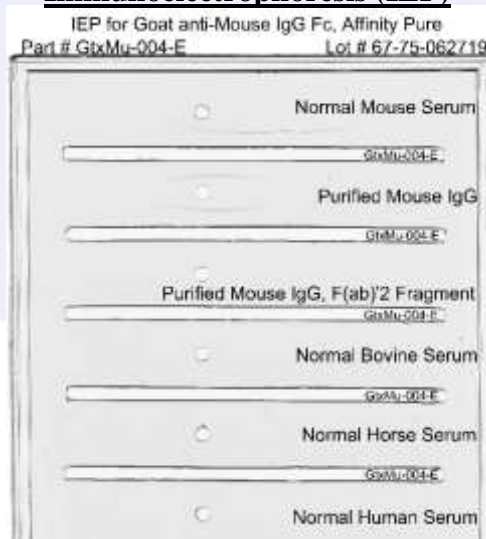 Immunoelectrophoresis (IEP)
IEP for Goat anti-Mouse IgG Fc, Affinity Pure
Part # GtxMu-004-E Lot # 67-75-062719
Normal Mouse Serum
GtxMu-004-E
Purified Mouse IgG
GtxMu-004-E
Purified Mouse IgG, F(ab)'2 Fragment
GtxMu-004-E
Normal Bovine Serum
GtxMu-004-E
Normal Horse Serum
GtxMu-004-E
Normal Human Serum